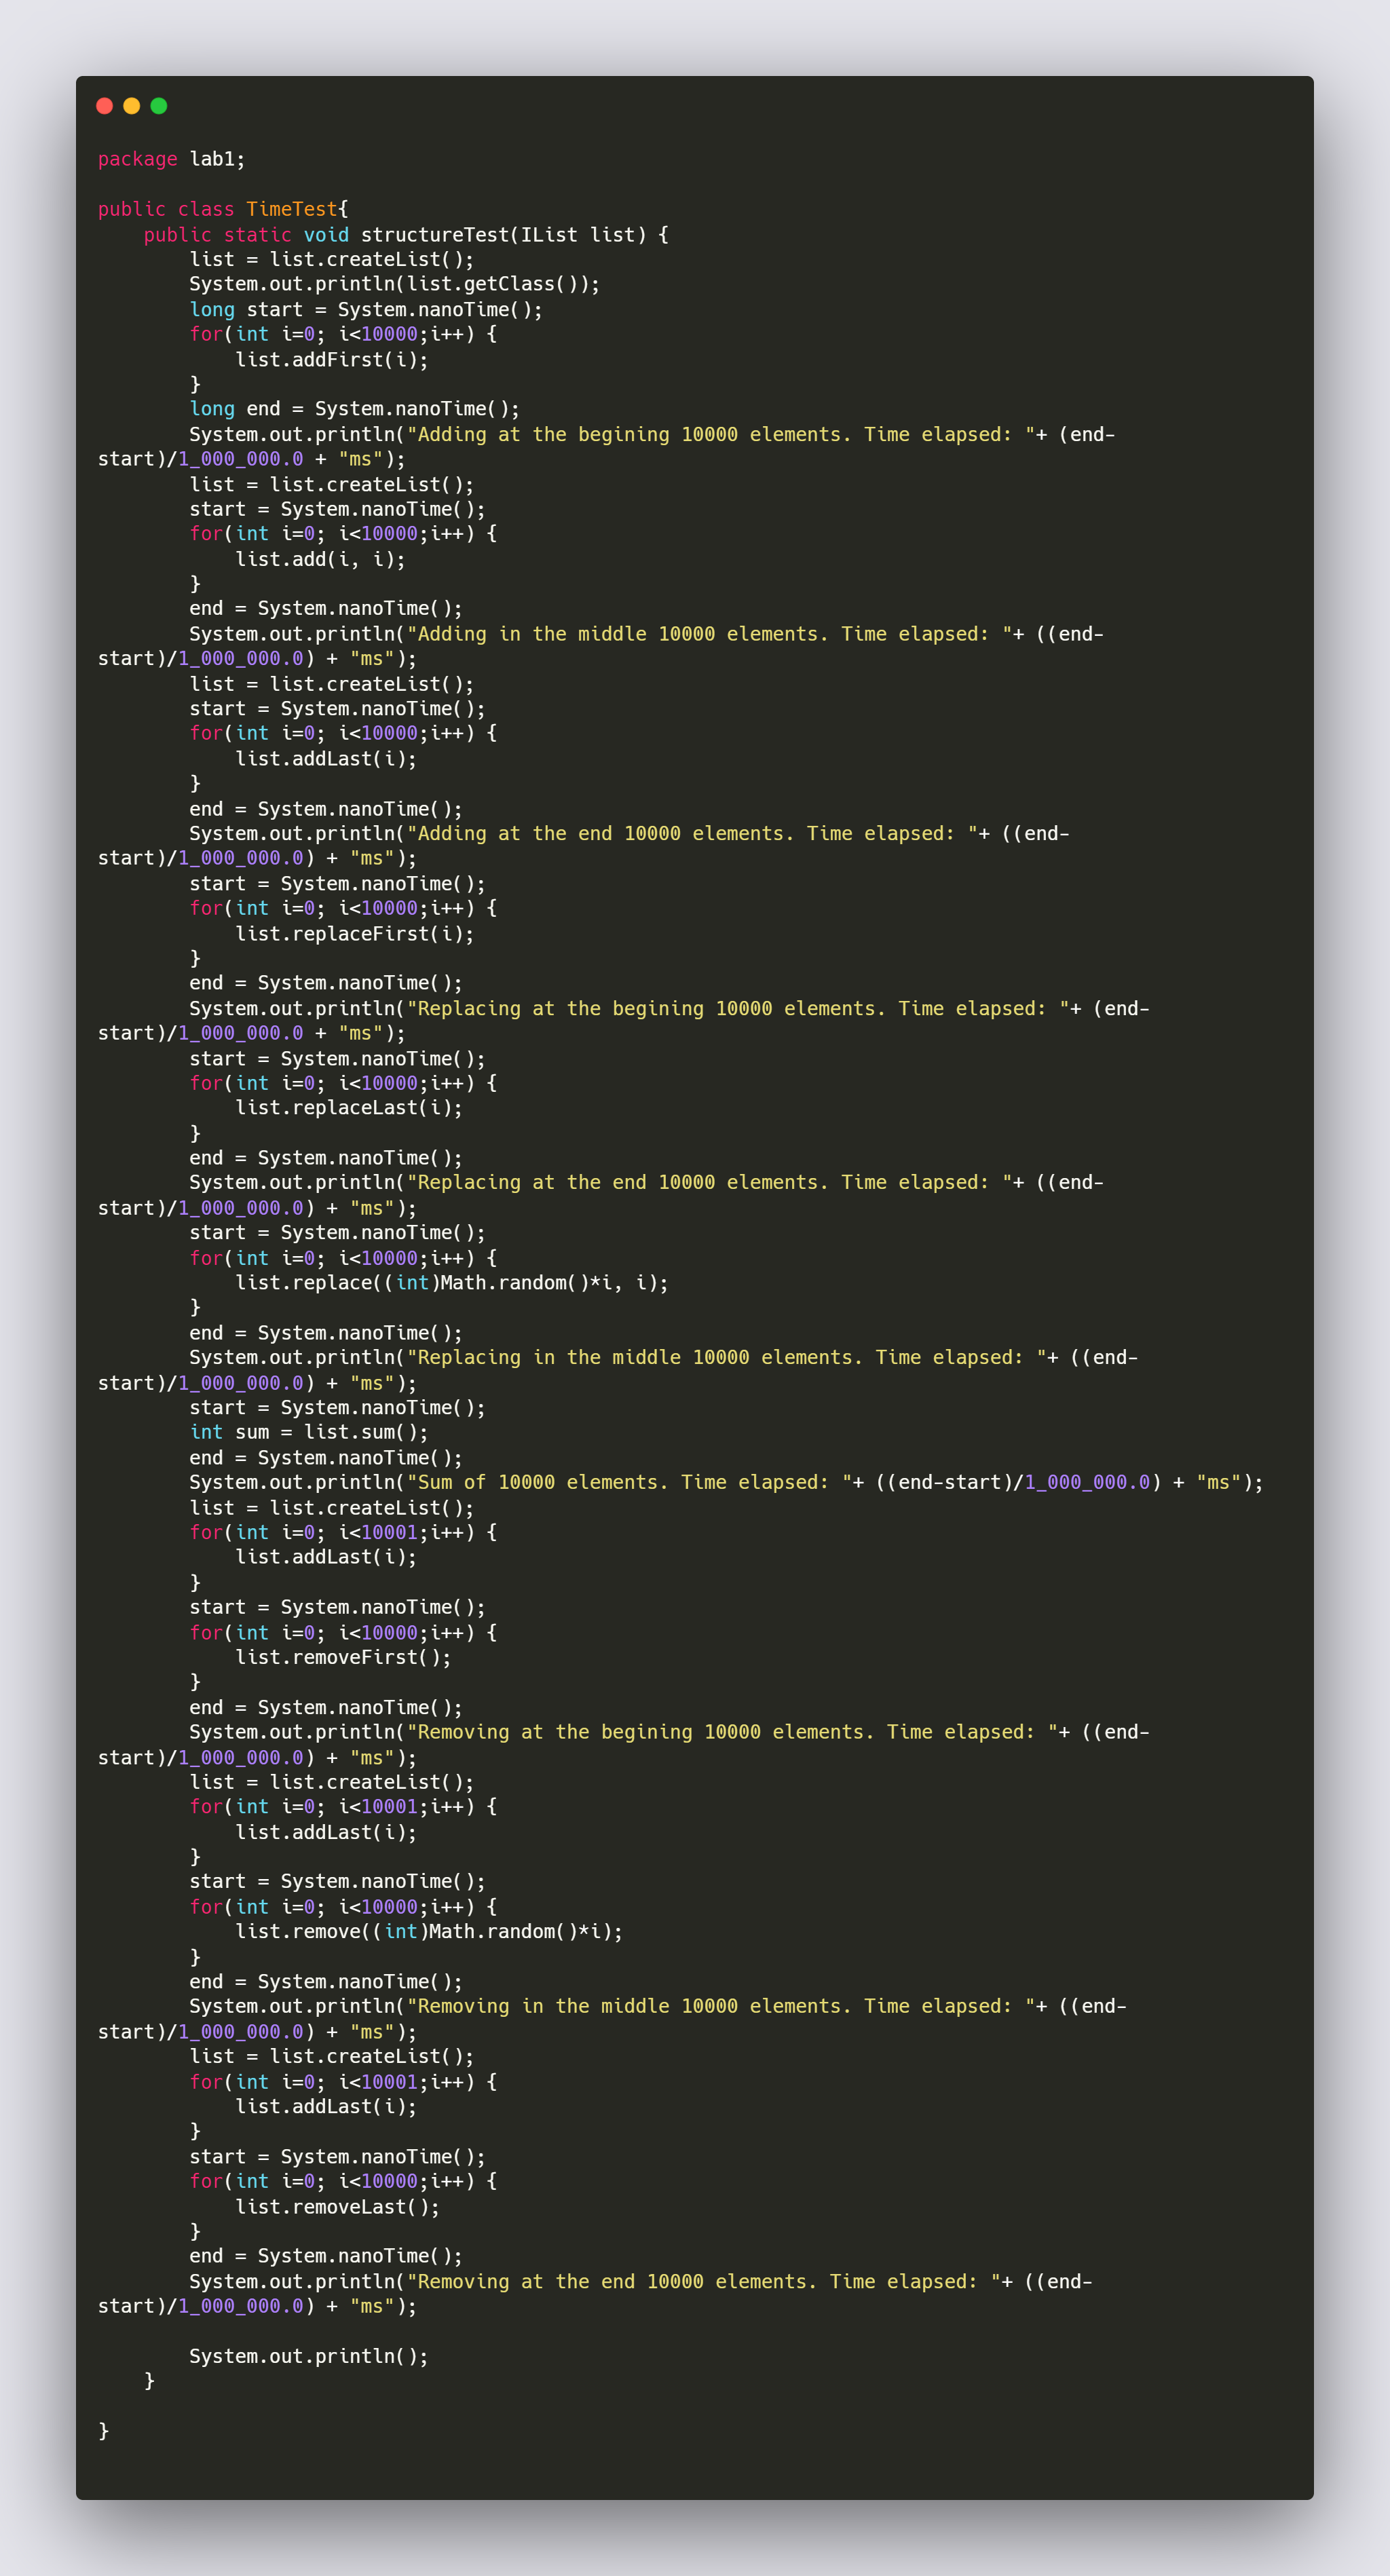 package lab1;

public class TimeTest{
    public static void structureTest(IList list) {
        list = list.createList();
        System.out.println(list.getClass());
        long start = System.nanoTime();
        for(int i=0; i<10000;i++) {
            list.addFirst(i);
        }
        long end = System.nanoTime();
        System.out.println("Adding at the begining 10000 elements. Time elapsed: "+ (end-
start)/1_000_000.0 + "ms");
        list = list.createList();
        start = System.nanoTime();
        for(int i=0; i<10000;i++) {
            list.add(i, i);
        }
        end = System.nanoTime();
        System.out.println("Adding in the middle 10000 elements. Time elapsed: "+ ((end-
start)/1_000_000.0) + "ms");
        list = list.createList();
        start = System.nanoTime();
        for(int i=0; i<10000;i++) {
            list.addLast(i);
        }
        end = System.nanoTime();
        System.out.println("Adding at the end 10000 elements. Time elapsed: "+ ((end-
start)/1_000_000.0) + "ms");
        start = System.nanoTime();
        for(int i=0; i<10000;i++) {
            list.replaceFirst(i);
        }
        end = System.nanoTime();
        System.out.println("Replacing at the begining 10000 elements. Time elapsed: "+ (end-
start)/1_000_000.0 + "ms");
        start = System.nanoTime();
        for(int i=0; i<10000;i++) {
            list.replaceLast(i);
        }
        end = System.nanoTime();
        System.out.println("Replacing at the end 10000 elements. Time elapsed: "+ ((end-
start)/1_000_000.0) + "ms");
        start = System.nanoTime();
        for(int i=0; i<10000;i++) {
            list.replace((int)Math.random()*i, i);
        }
        end = System.nanoTime();
        System.out.println("Replacing in the middle 10000 elements. Time elapsed: "+ ((end-
start)/1_000_000.0) + "ms");
        start = System.nanoTime();
        int sum = list.sum();
        end = System.nanoTime();
        System.out.println("Sum of 10000 elements. Time elapsed: "+ ((end-start)/1_000_000.0) + "ms");
        list = list.createList();
        for(int i=0; i<10001;i++) {
            list.addLast(i);
        }
        start = System.nanoTime();
        for(int i=0; i<10000;i++) {
            list.removeFirst();
        }
        end = System.nanoTime();
        System.out.println("Removing at the begining 10000 elements. Time elapsed: "+ ((end-
start)/1_000_000.0) + "ms");
        list = list.createList();
        for(int i=0; i<10001;i++) {
            list.addLast(i);
        }
        start = System.nanoTime();
        for(int i=0; i<10000;i++) {
            list.remove((int)Math.random()*i);
        }
        end = System.nanoTime();
        System.out.println("Removing in the middle 10000 elements. Time elapsed: "+ ((end-
start)/1_000_000.0) + "ms");
        list = list.createList();
        for(int i=0; i<10001;i++) {
            list.addLast(i);
        }
        start = System.nanoTime();
        for(int i=0; i<10000;i++) {
            list.removeLast();
        }
        end = System.nanoTime();
        System.out.println("Removing at the end 10000 elements. Time elapsed: "+ ((end-
start)/1_000_000.0) + "ms");

        System.out.println();
    }

}